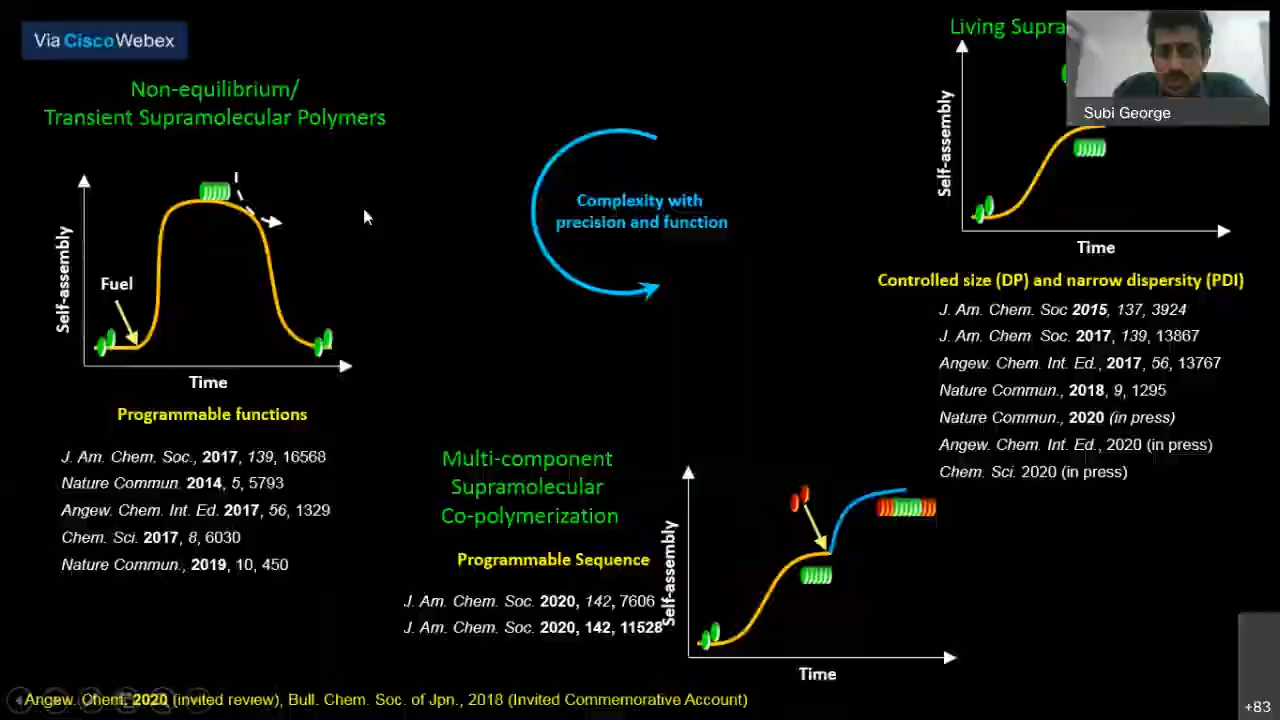 Via Cisco Webex
Non-equilibrium/
Transient Supramolecular Polymers
Self-assembly
Fuel
Time
Programmable functions
J. Am. Chem. Soc., 2017, 139, 16568
Nature Commun. 2014, 5, 5793
Angew. Chem. Int. Ed. 2017, 56, 1329
Chem. Sci. 2017, 8, 6030
Nature Commun., 2019, 10, 450
Complexity with
precision and function
Living Supra
Subi George
Self-assembly
Time
Controlled size (DP) and narrow dispersity (PDI)
J. Am. Chem. Soc 2015, 137, 3924
J. Am. Chem. Soc. 2017, 139, 13867
Angew. Chem. Int. Ed., 2017, 56, 13767
Nature Commun., 2018, 9, 1295
Nature Commun., 2020 (in press)
Angew. Chem. Int. Ed., 2020 (in press)
Chem. Sci. 2020 (in press)
Multi-component
Supramolecular
Co-polymerization
Programmable Sequence
J. Am. Chem. Soc. 2020, 142, 7606
J. Am. Chem. Soc. 2020, 142, 11528
Self-assembly
Time
Angew. Chem. 2020 (invited review), Bull. Chem. Soc. of Jpn., 2018 (Invited Commemorative Account)
+83